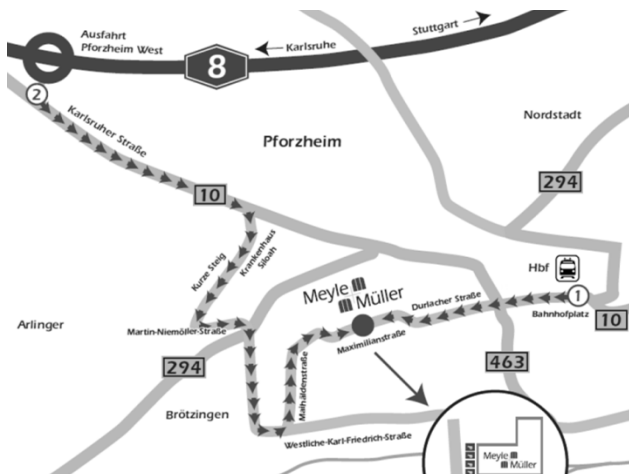 Ausfahrt
Pforzheim West
Karlsruhe
Stuttgart
8
2
Karlsruher Straße
Pforzheim
Nordstadt
10
294
Kurze Steig
Krankenhaus
Siloah
Hbf
1
Bahnhofplatz
10
Meyle
Müller
Durlacher Straße
Maximilianstraße
Arlinger
Martin-Niemöller-Straße
294
463
Maihäldenstraße
Brötzingen
Westliche-Karl-Friedrich-Straße
Meyle
Müller